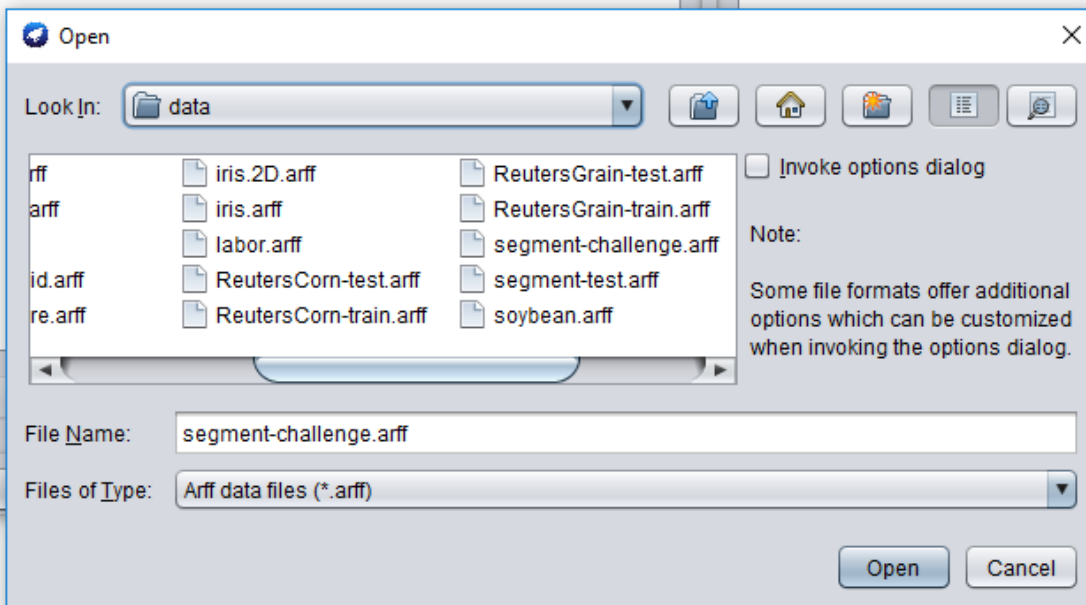 Open
Look In:
data
rff
arff
id.arff
re.arff
iris.2D.arff
iris.arff
labor.arff
ReutersCorn-test.arff
ReutersCorn-train.arff
ReutersGrain-test.arff
ReutersGrain-train.arff
segment-challenge.arff
segment-test.arff
soybean.arff
Invoke options dialog
Note:
Some file formats offer additional
options which can be customized
when invoking the options dialog.
File Name:
segment-challenge.arff
Files of Type:
Arff data files (*.arff)
Open
Cancel